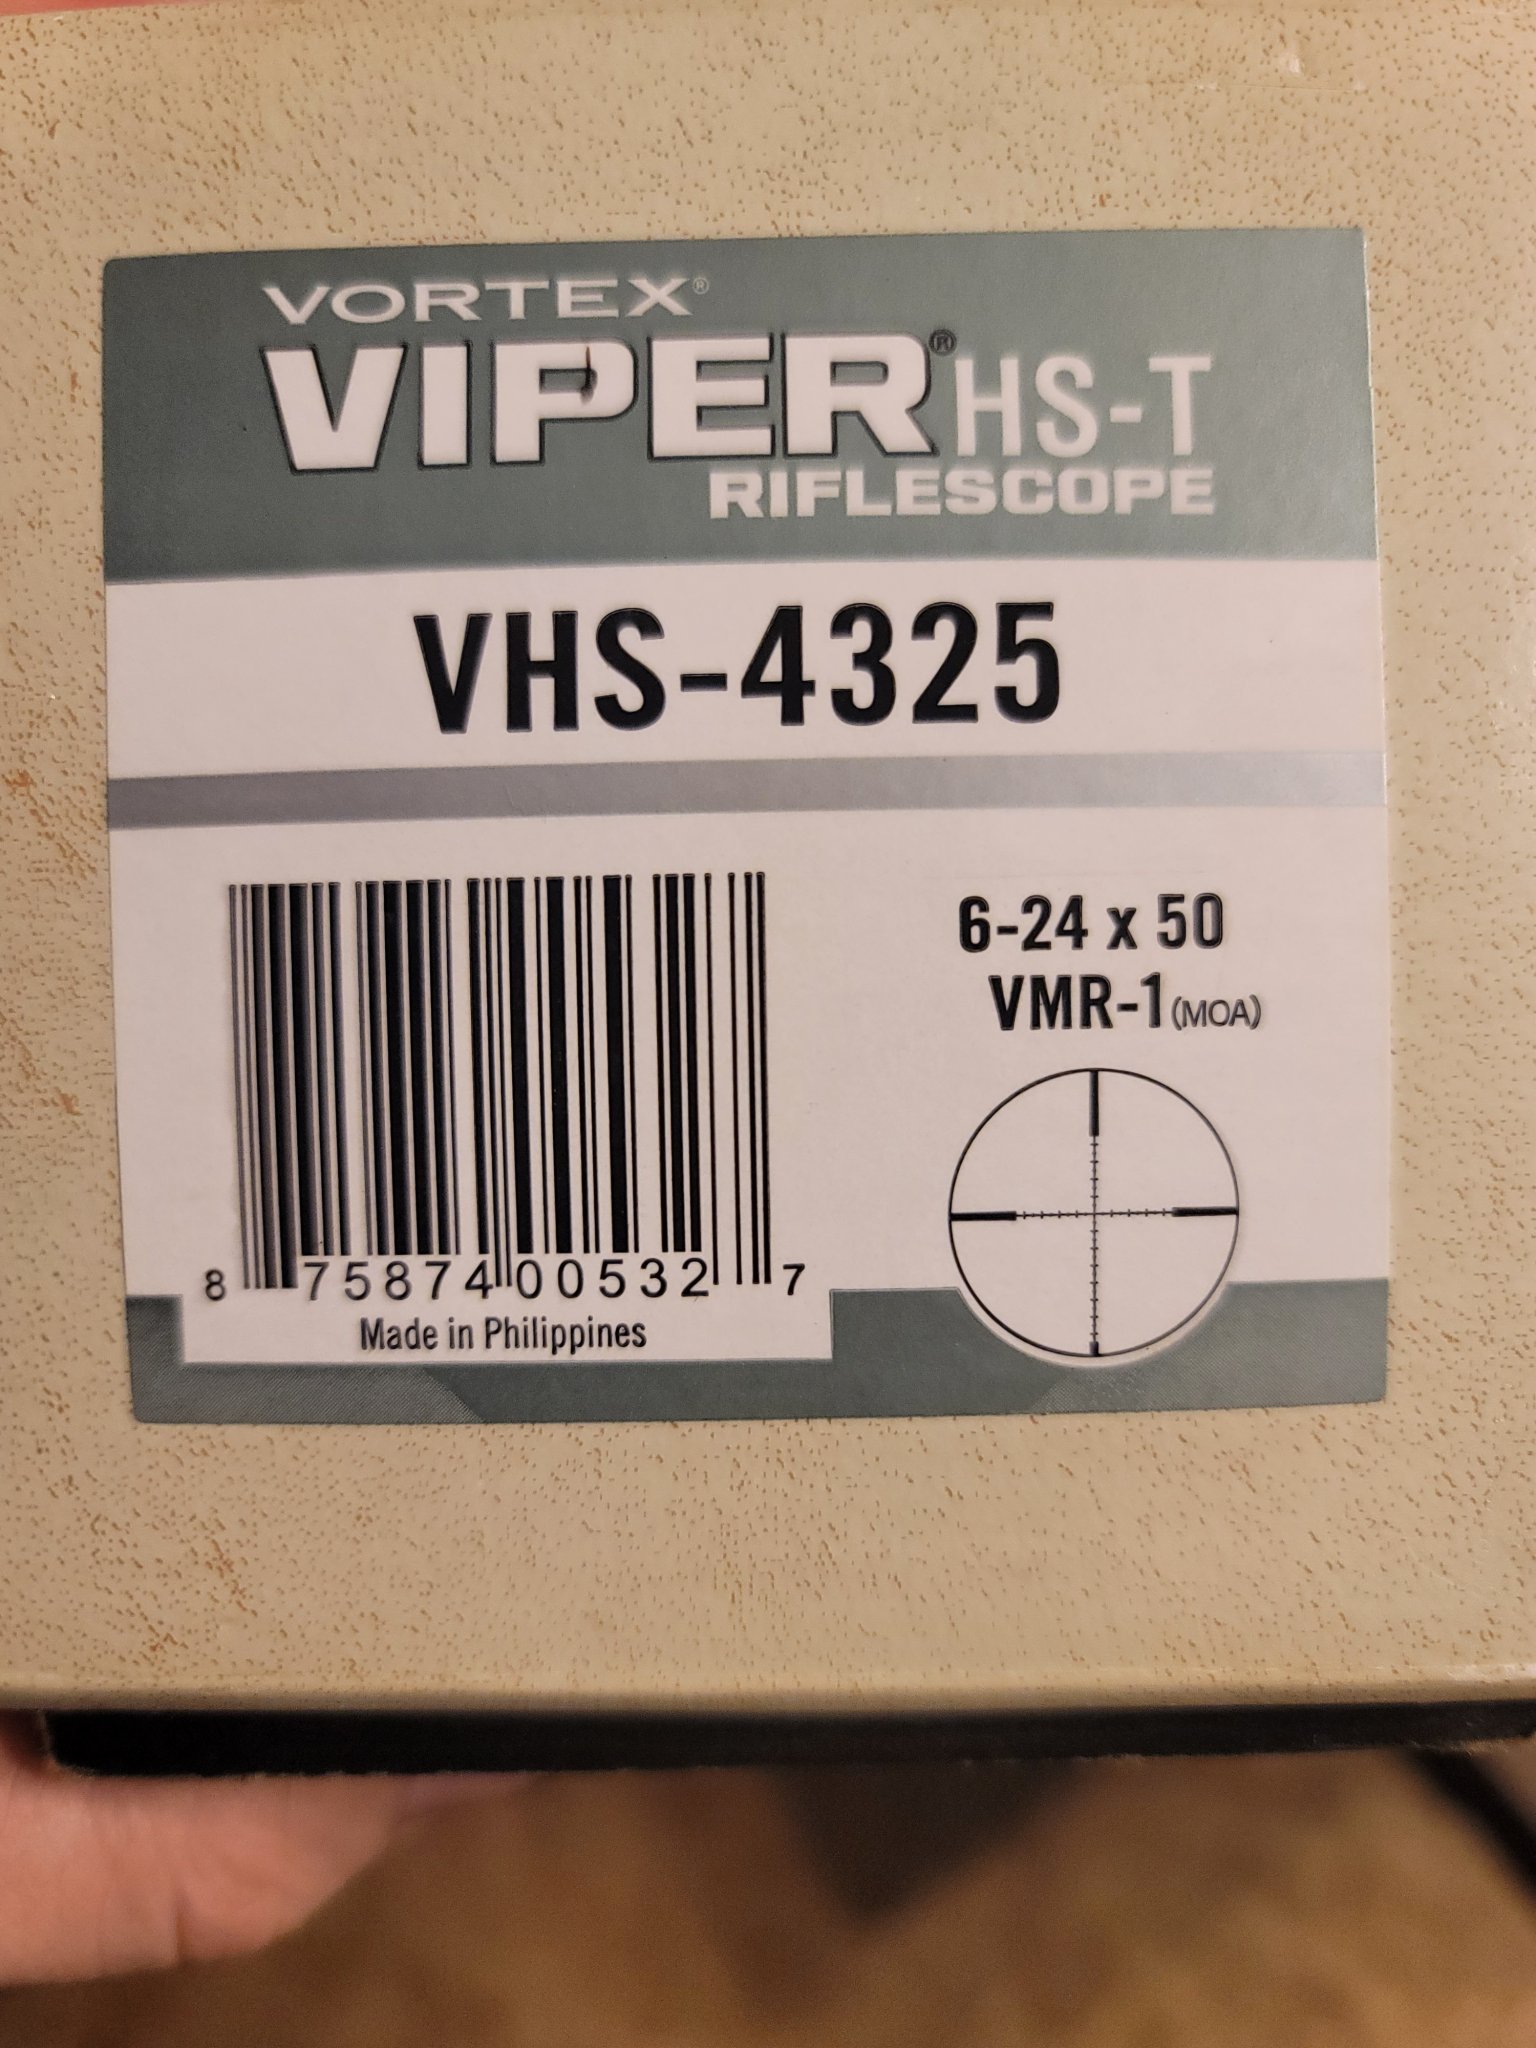 VORTEX®
VIPER® HS-T
RIFLESCOPE
VHS-4325
6-24 x 50
VMR-1 (MOA)
8 75874 00532 7
Made in Philippines